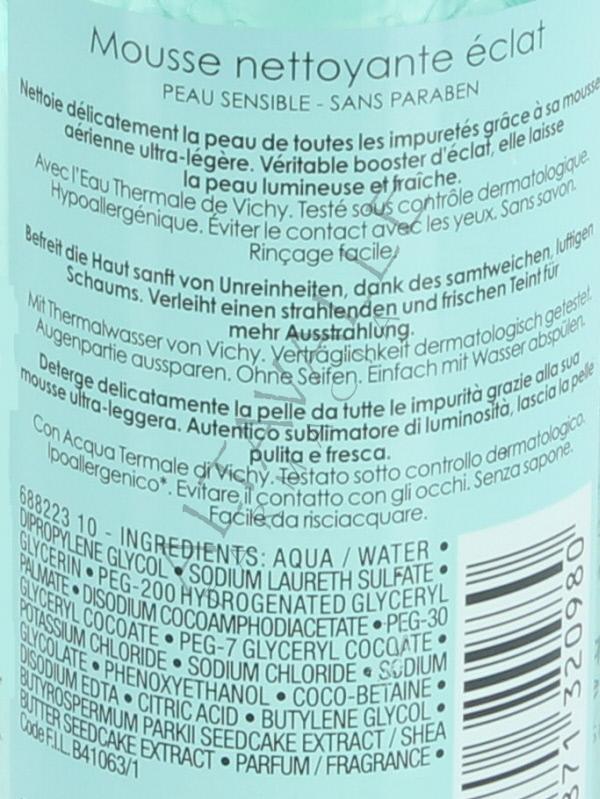 Mousse nettoyante éclat
PEAU SENSIBLE - SANS PARABEN
Nettoie délicatement la peau de toutes les impuretés grâce à sa mousse
aérienne ultra-légère. Véritable booster d'éclat, elle laisse
la peau lumineuse et fraîche.
Avec l'Eau Thermale de Vichy. Testé sous contrôle dermatologique.
Hypoallergénique. Éviter le contact avec les yeux. Sans savon.
Rinçage facile.
Befreit die Haut sanft von Unreinheiten, dank des samtweichen, luftigen
Schaums. Verleiht einen strahlenden und frischen Teint für
mehr Ausstrahlung.
Mit Thermalwasser von Vichy. Verträglichkeit dermatologisch getestet.
Augenpartie aussparen. Ohne Seifen. Einfach mit Wasser abspülen.
Deterge delicatamente la pelle da tutte le impurità grazie alla sua
mousse ultra-leggera. Autentico sublimatore di luminosità, lascia la pelle
pulita e fresca.
Con Acqua Termale di Vichy. Testato sotto controllo dermatologico.
Ipoallergenico*. Evitare il contatto con gli occhi. Senza sapone.
Facile da risciacquare.
688223 10 - INGREDIENTS: AQUA / WATER •
DIPROPYLENE GLYCOL • SODIUM LAURETH SULFATE •
GLYCERIN • PEG-200 HYDROGENATED GLYCERYL
PALMATE • DISODIUM COCOAMPHODIACETATE • PEG-30
GLYCERYL COCOATE • PEG-7 GLYCERYL COCOATE •
POTASSIUM CHLORIDE • SODIUM CHLORIDE • SODIUM
GLYCOLATE • PHENOXYETHANOL • COCO-BETAINE •
DISODIUM EDTA • CITRIC ACID • BUTYLENE GLYCOL •
BUTYROSPERMUM PARKII SEEDCAKE EXTRACT / SHEA
BUTTER SEEDCAKE EXTRACT • PARFUM / FRAGRANCE •
Code F.I.L. B41063/1
871 320980